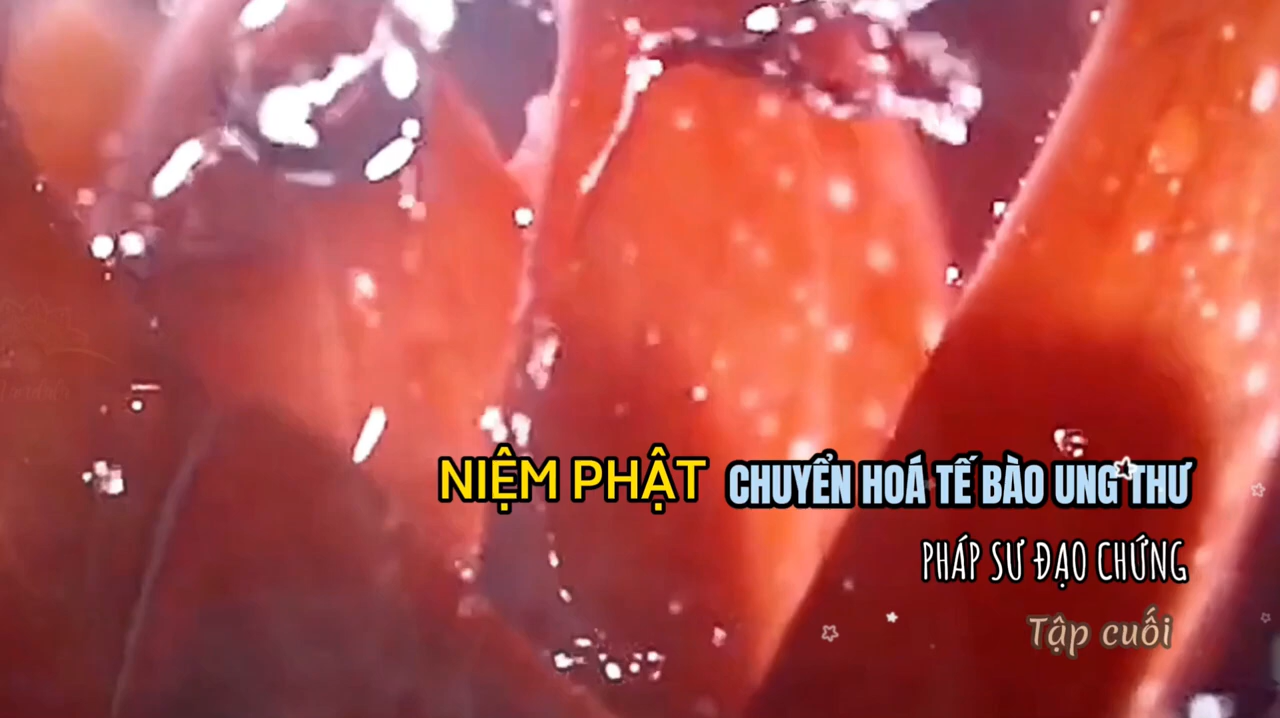 NIỆM PHẬT CHUYỂN HOÁ TẾ BÀO UNG THƯ
PHÁP SƯ ĐẠO CHỨNG
Tập cuối